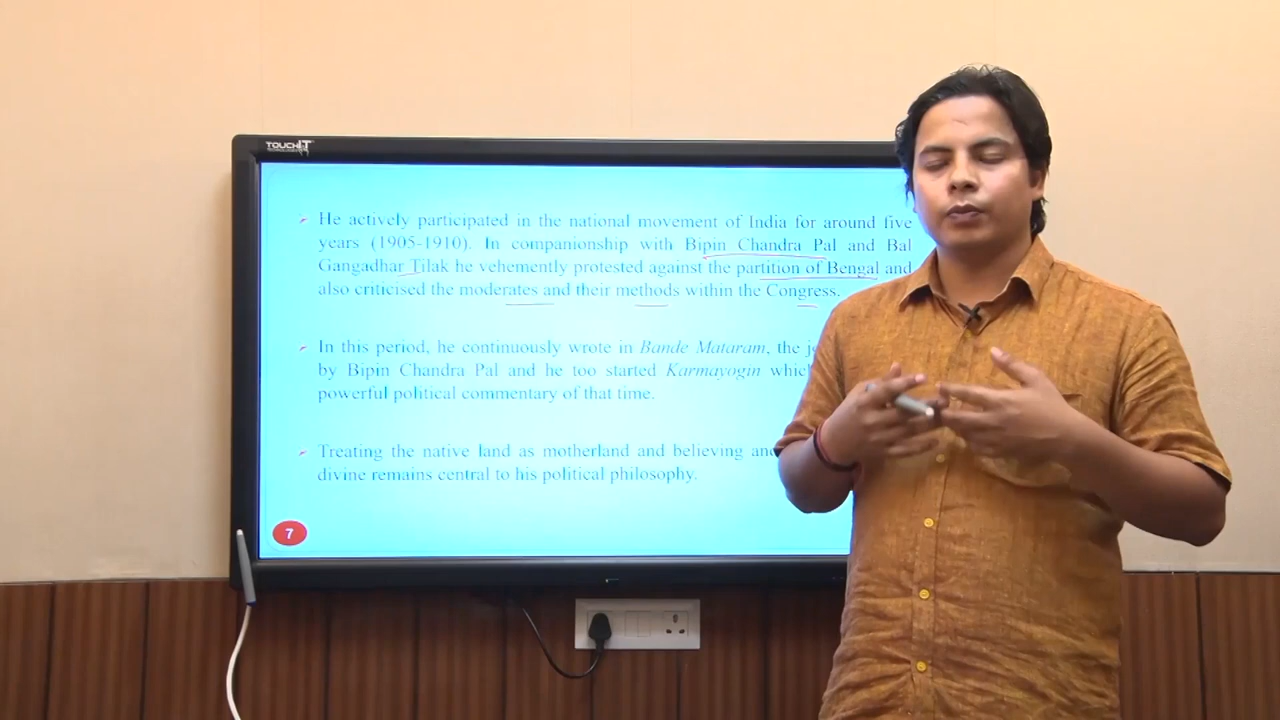 TOUCHIT
TECHNOLOGIES
He actively participated in the national movement of India for around five
years (1905-1910). In companionship with Bipin Chandra Pal and Bal
Gangadhar Tilak he vehemently protested against the partition of Bengal and
also criticised the moderates and their methods within the Congress.
In this period, he continuously wrote in Bande Mataram, the
by Bipin Chandra Pal and he too started Karmayogin
powerful political commentary of that time.
Treating the native land as motherland and believing
divine remains central to his political philosophy.
7